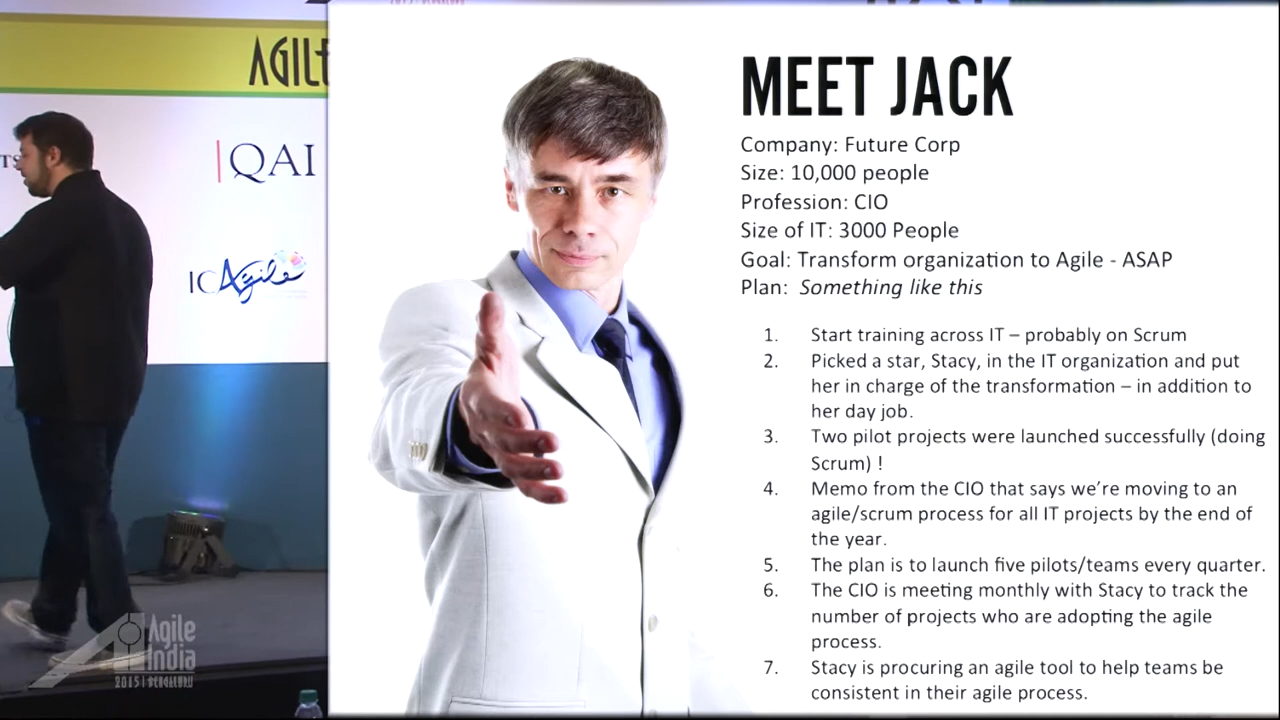 AGILE
QAI
ICAgile
Agile
India
2015 | BENGALURU
MEET JACK
Company: Future Corp
Size: 10,000 people
Profession: CIO
Size of IT: 3000 People
Goal: Transform organization to Agile - ASAP
Plan: Something like this
1. Start training across IT – probably on Scrum
2. Picked a star, Stacy, in the IT organization and put
her in charge of the transformation – in addition to
her day job.
3. Two pilot projects were launched successfully (doing
Scrum) !
4. Memo from the CIO that says we’re moving to an
agile/scrum process for all IT projects by the end of
the year.
5. The plan is to launch five pilots/teams every quarter.
6. The CIO is meeting monthly with Stacy to track the
number of projects who are adopting the agile
process.
7. Stacy is procuring an agile tool to help teams be
consistent in their agile process.